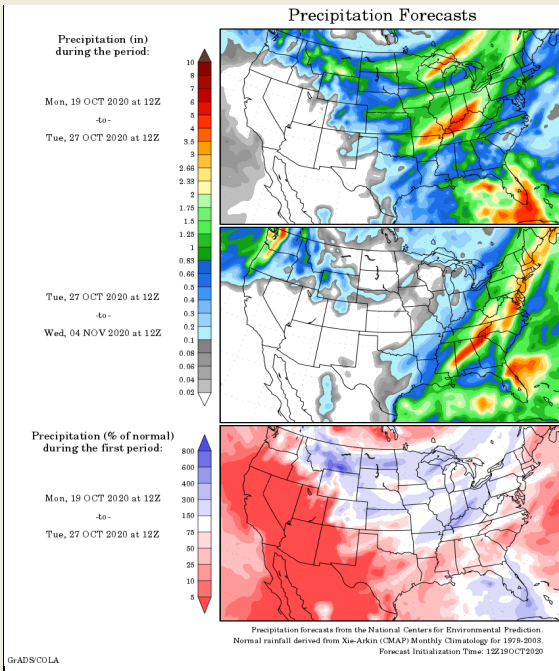 Precipitation Forecasts
Precipitation (in)
during the period:
Mon, 19 OCT 2020 at 12Z
-to-
Tue, 27 OCT 2020 at 12Z
10
8
7
6
5
4
3.5
3
2.66
2.33
2
1.75
1.5
1.25
1
0.83
0.66
0.5
0.4
0.3
0.2
0.1
0.08
0.06
0.04
0.02
Tue, 27 OCT 2020 at 12Z
-to-
Wed, 04 NOV 2020 at 12Z
Precipitation (% of normal)
during the first period:
Mon, 19 OCT 2020 at 12Z
-to-
Tue, 27 OCT 2020 at 12Z
800
600
400
300
150
75
50
25
10
5
Precipitation forecasts from the National Centers for Environmental Prediction.
Normal rainfall derived from Xie-Arkin (CMAP) Monthly Climatology for 1979-2003.
Forecast Initialization Time: 12Z19OCT2020
GrADS/COLA